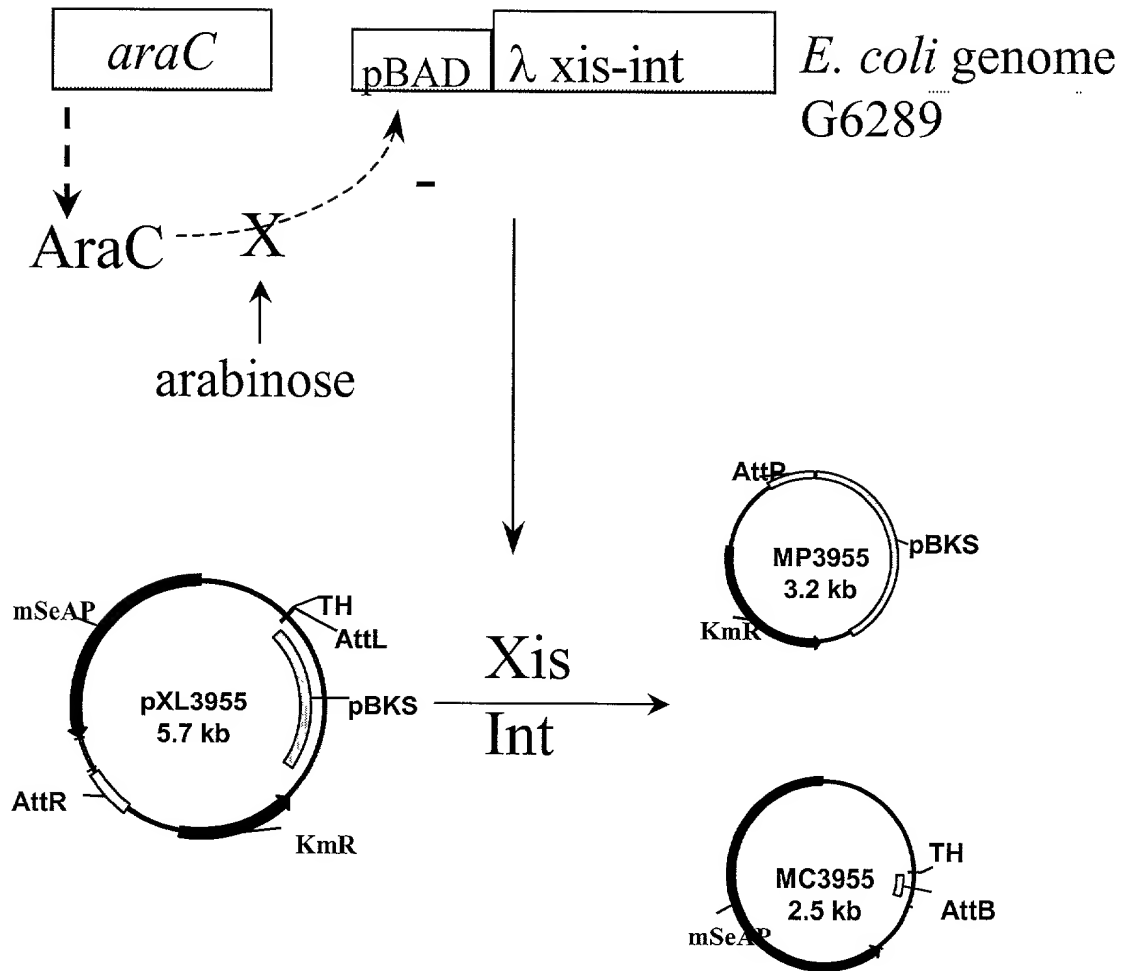 araC
pBAD
λ xis-int
E. coli genome
G6289
-
AraC
X
arabinose
AttP
MP3955
3.2 kb
pBKS
KmR
mSeAP
TH
AttL
pXL3955
5.7 kb
pBKS
AttR
KmR
Xis
Int
MC3955
2.5 kb
TH
AttB
mSeAP